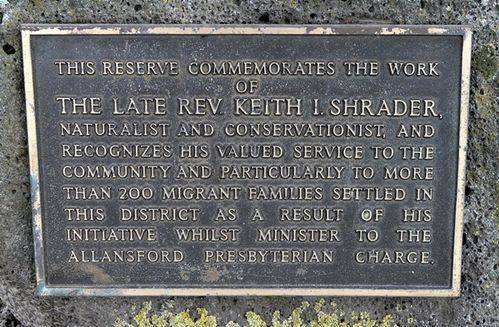 THIS RESERVE COMMEMORATES THE WORK
OF
THE LATE REV. KEITH I. SHRADER,
NATURALIST AND CONSERVATIONIST, AND
RECOGNIZES HIS VALUED SERVICE TO THE
COMMUNITY AND PARTICULARLY TO MORE
THAN 200 MIGRANT FAMILIES SETTLED IN
THIS DISTRICT AS A RESULT OF HIS
INITIATIVE WHILST MINISTER TO THE
ALLANSFORD PRESBYTERIAN CHARGE.